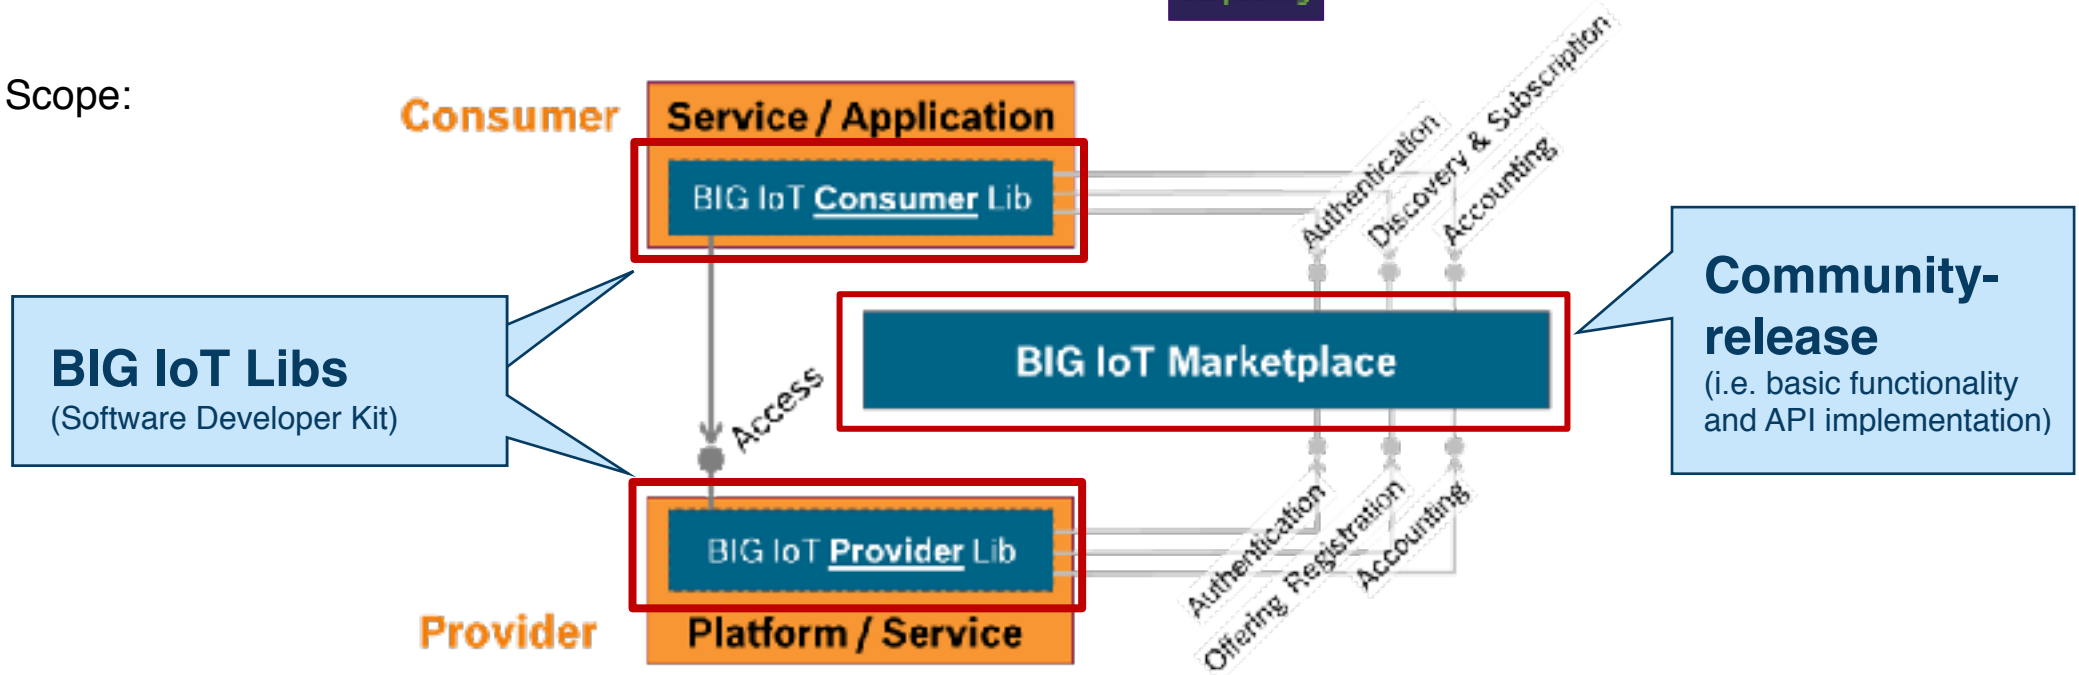 Scope:
Consumer
Service / Application
BIG IoT Consumer Lib
Authentication
Discovery & Subscription
Accounting
Community-
release
(i.e. basic functionality
and API implementation)
BIG IoT Libs
(Software Developer Kit)
BIG IoT Marketplace
Access
BIG IoT Provider Lib
Provider
Platform / Service
Authentication
Offering Registration
Accounting